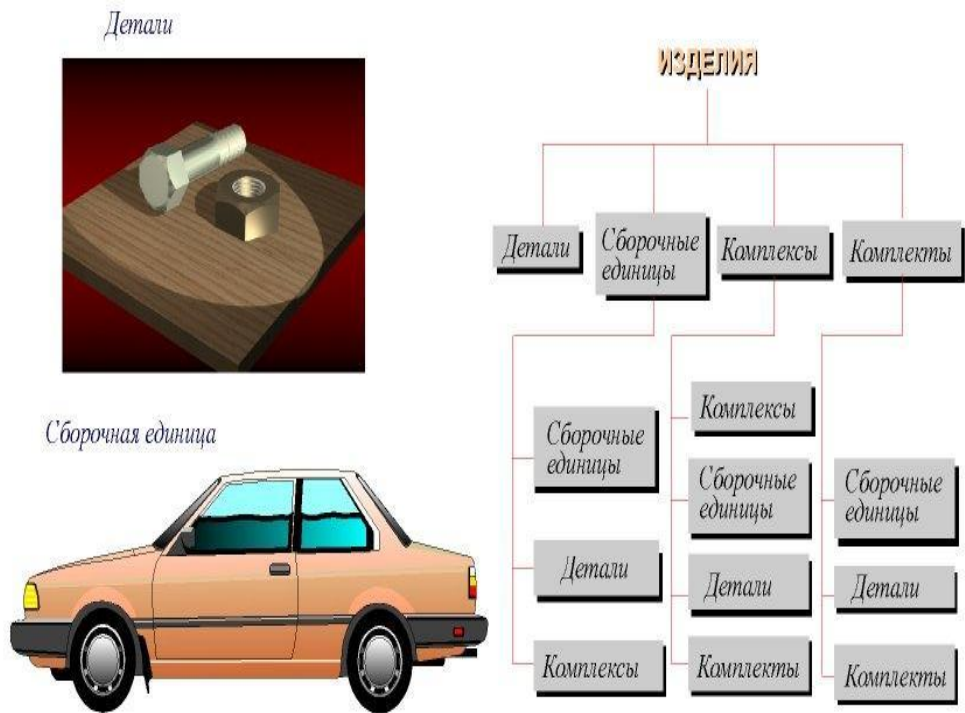 Детали
ИЗДЕЛИЯ
Детали
Сборочные
единицы
Комплексы
Комплекты
Сборочная единица
Сборочные
единицы
Детали
Комплексы
Комплексы
Сборочные
единицы
Детали
Комплекты
Сборочные
единицы
Детали
Комплекты